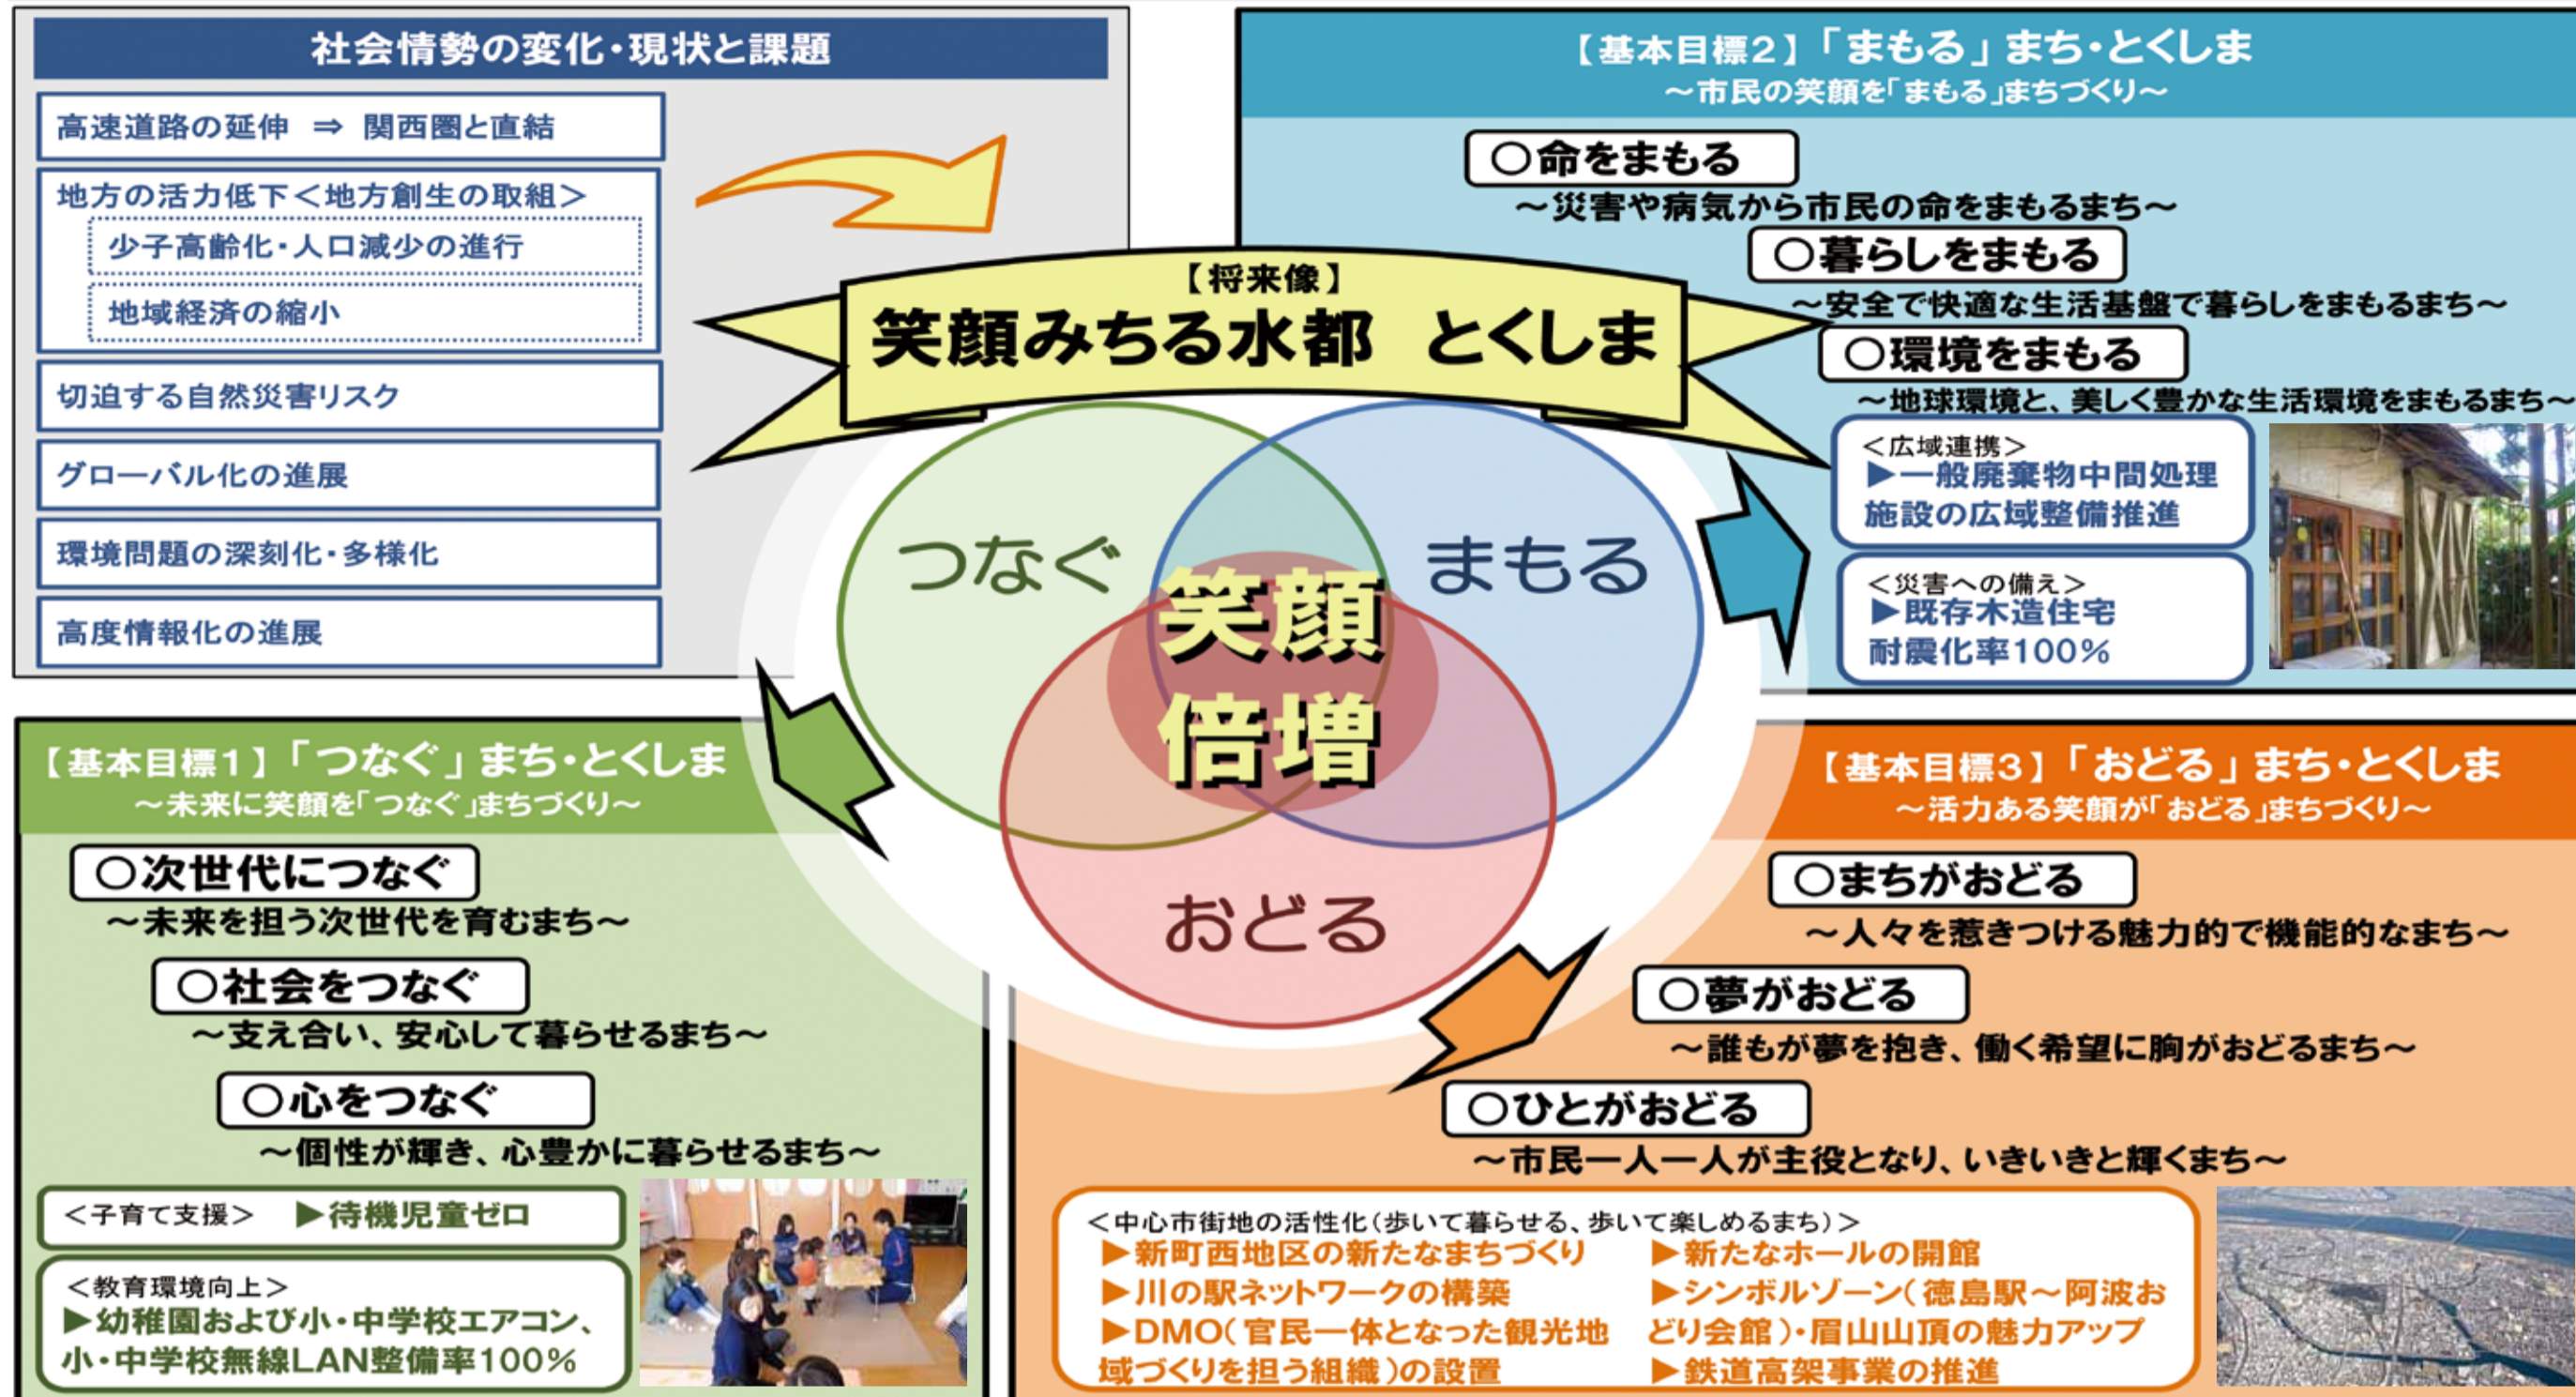 社会情勢の変化・現状と課題
高速道路の延伸 ⇒ 関西圏と直結
地方の活力低下＜地方創生の取組＞
少子高齢化・人口減少の進行
地域経済の縮小
切迫する自然災害リスク
グローバル化の進展
環境問題の深刻化・多様化
高度情報化の進展
【基本目標2】「まもる」まち・とくしま
～市民の笑顔を「まもる」まちづくり～
○命をまもる
～災害や病気から市民の命をまもるまち～
○暮らしをまもる
～安全で快適な生活基盤で暮らしをまもるまち～
○環境をまもる
～地球環境と、美しく豊かな生活環境をまもるまち～
＜広域連携＞
▶一般廃棄物中間処理
施設の広域整備推進
＜災害への備え＞
▶既存木造住宅
耐震化率100％
【将来像】
笑顔みちる水都 とくしま
つなぐ
まもる
笑顔
倍増
おどる
【基本目標1】「つなぐ」まち・とくしま
～未来に笑顔を「つなぐ」まちづくり～
○次世代につなぐ
～未来を担う次世代を育むまち～
○社会をつなぐ
～支え合い、安心して暮らせるまち～
○心をつなぐ
～個性が輝き、心豊かに暮らせるまち～
＜子育て支援＞ ▶待機児童ゼロ
＜教育環境向上＞
▶幼稚園および小・中学校エアコン、
小・中学校無線LAN整備率100％
【基本目標3】「おどる」まち・とくしま
～活力ある笑顔が「おどる」まちづくり～
○まちがおどる
～人々を惹きつける魅力的で機能的なまち～
○夢がおどる
～誰もが夢を抱き、働く希望に胸がおどるまち～
○ひとがおどる
～市民一人一人が主役となり、いきいきと輝くまち～
＜中心市街地の活性化（歩いて暮らせる、歩いて楽しめるまち）＞
▶新町西地区の新たなまちづくり
▶川の駅ネットワークの構築
▶DMO（官民一体となった観光地
域づくりを担う組織）の設置
▶新たなホールの開館
▶シンボルゾーン（徳島駅～阿波お
どり会館）・眉山山頂の魅力アップ
▶鉄道高架事業の推進